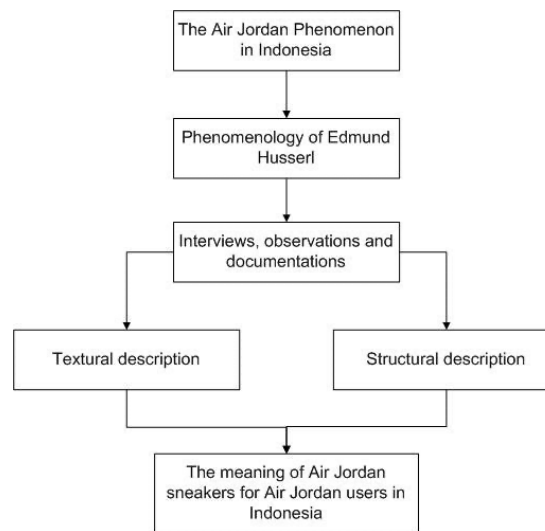 The Air Jordan Phenomenon
in Indonesia
Phenomenology of Edmund
Husserl
Interviews, observations and
documentations
Textural description
Structural description
The meaning of Air Jordan
sneakers for Air Jordan users in
Indonesia